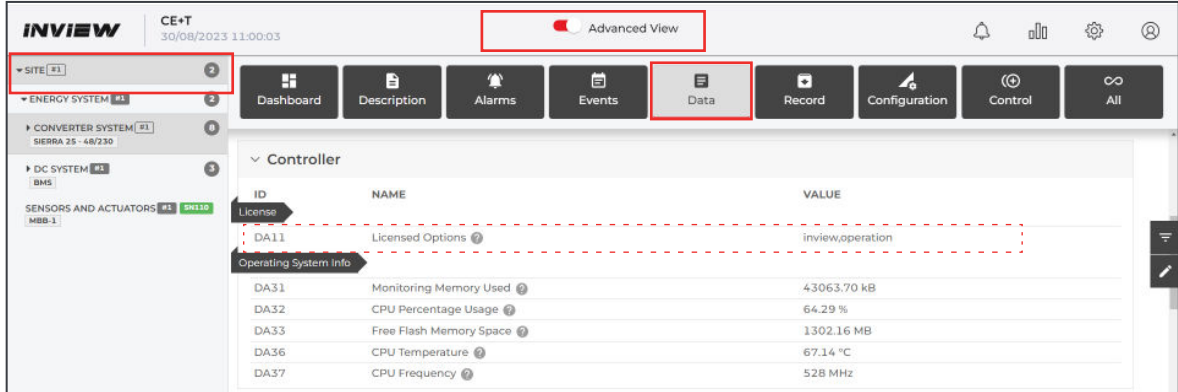 INVIEW
CE+T
30/08/2023 11:00:03
Advanced View
SITE #1 2
ENERGY SYSTEM #1 2
CONVERTER SYSTEM #1 8
SIERRA 25 - 48/230
DC SYSTEM #1 3
BMS
SENSORS AND ACTUATORS #1 SN110
MBB-1
Dashboard Description Alarms Events Data Record Configuration Control All
Controller
ID NAME VALUE
License
DA11 Licensed Options ? inview,operation
Operating System Info
DA31 Monitoring Memory Used ? 43063.70 kB
DA32 CPU Percentage Usage ? 64.29 %
DA33 Free Flash Memory Space ? 1302.16 MB
DA36 CPU Temperature ? 67.14 °C
DA37 CPU Frequency ? 528 MHz